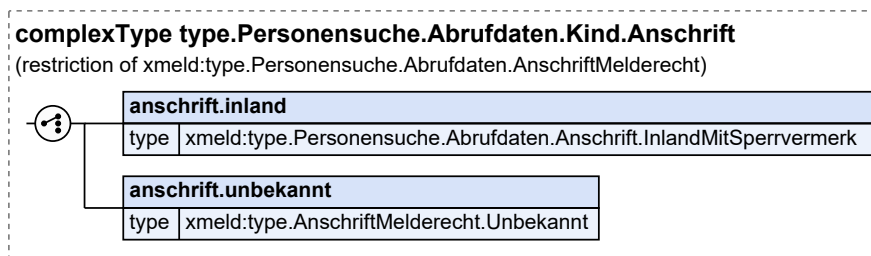 complexType type.Personensuche.Abrufdaten.Kind.Anschrift
(restriction of xmeld:type.Personensuche.Abrufdaten.AnschriftMelderecht)
anschrift.inland
type xmeld:type.Personensuche.Abrufdaten.Anschrift.InlandMitSperrvermerk
anschrift.unbekannt
type xmeld:type.AnschriftMelderecht.Unbekannt